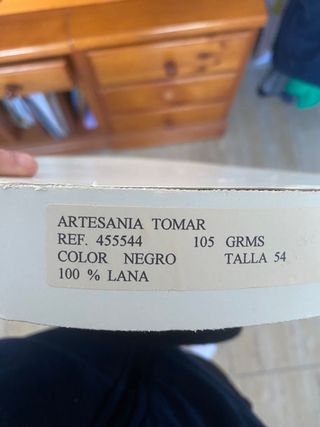 ARTESANIA TOMAR
REF. 455544 105 GRMS
COLOR NEGRO TALLA 54
100 % LANA